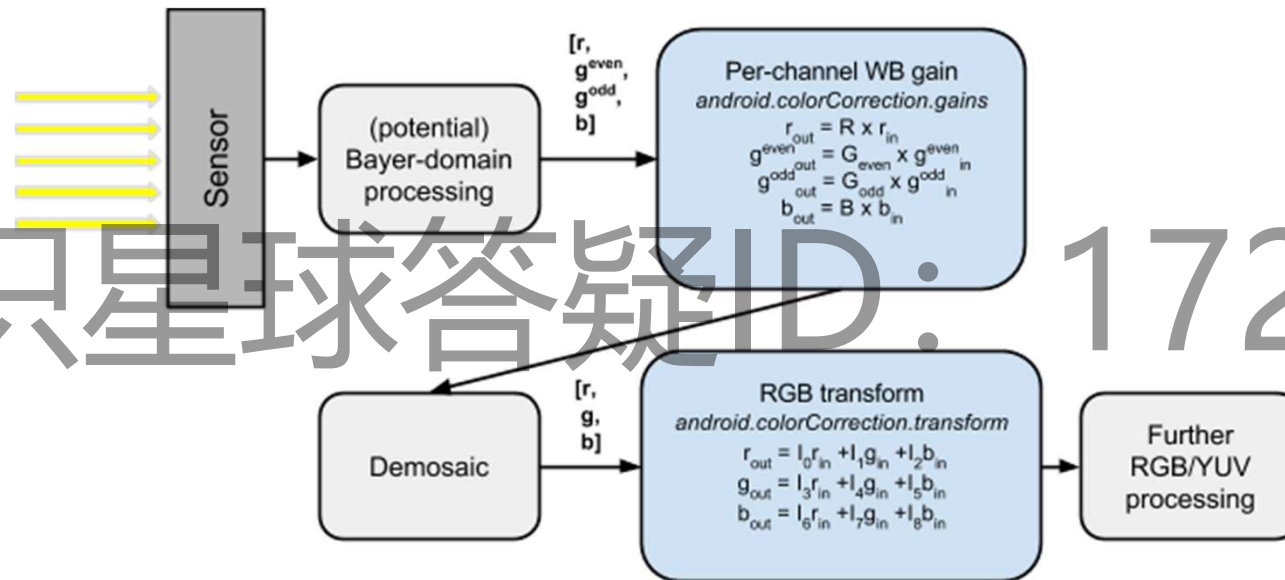 Sensor
(potential)
Bayer-domain
processing
[r,
g^even,
g^odd,
b]
Per-channel WB gain
android.colorCorrection.gains
r_out = R x r_in
g^even_out = G_even x g^even_in
g^odd_out = G_odd x g^odd_in
b_out = B x b_in
识星球答疑ID：172
Demosaic
[r,
g,
b]
RGB transform
android.colorCorrection.transform
r_out = I_0r_in +I_1g_in +I_2b_in
g_out = I_3r_in +I_4g_in +I_5b_in
b_out = I_6r_in +I_7g_in +I_8b_in
Further
RGB/YUV
processing